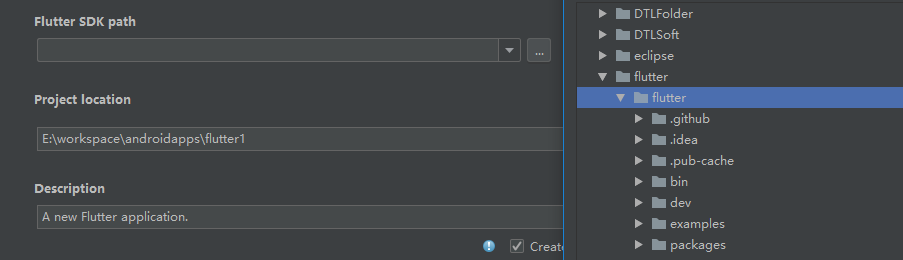 Flutter SDK path
...
Project location
E:\workspace\androidapps\flutter1
Description
A new Flutter application.
Create
DTLFolder
DTLSoft
eclipse
flutter
flutter
.github
.idea
.pub-cache
bin
dev
examples
packages